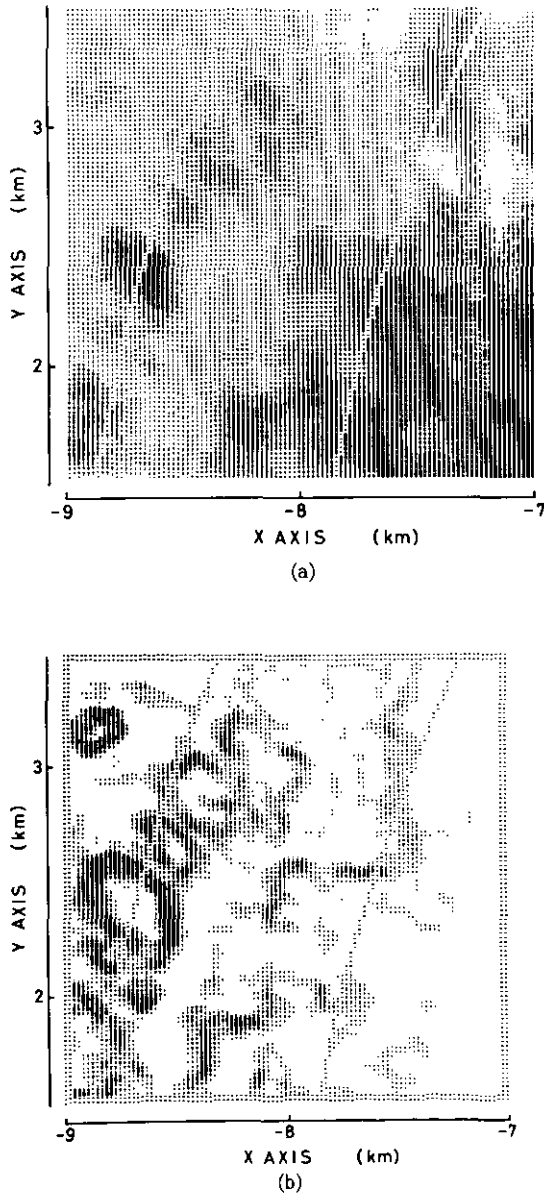 3
2
Y AXIS (km)
-9 -8 -7
X AXIS (km)
(a)
3
2
Y AXIS (km)
-9 -8 -7
X AXIS (km)
(b)